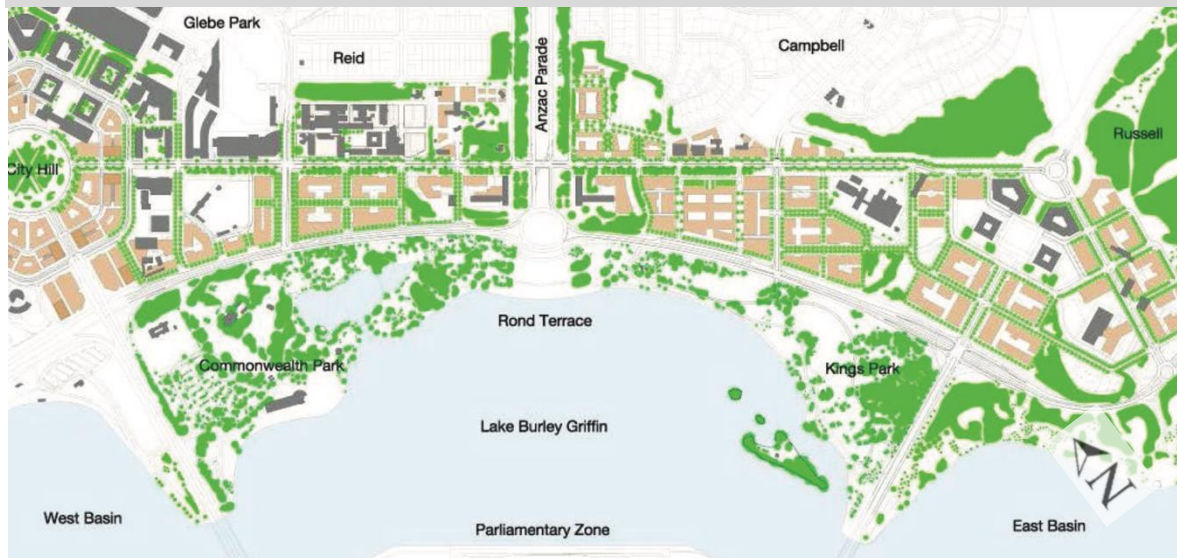 Glebe Park
Reid
Anzac Parade
Campbell
Russell
City Hill
Rond Terrace
Commonwealth Park
Kings Park
Lake Burley Griffin
West Basin
Parliamentary Zone
East Basin
N